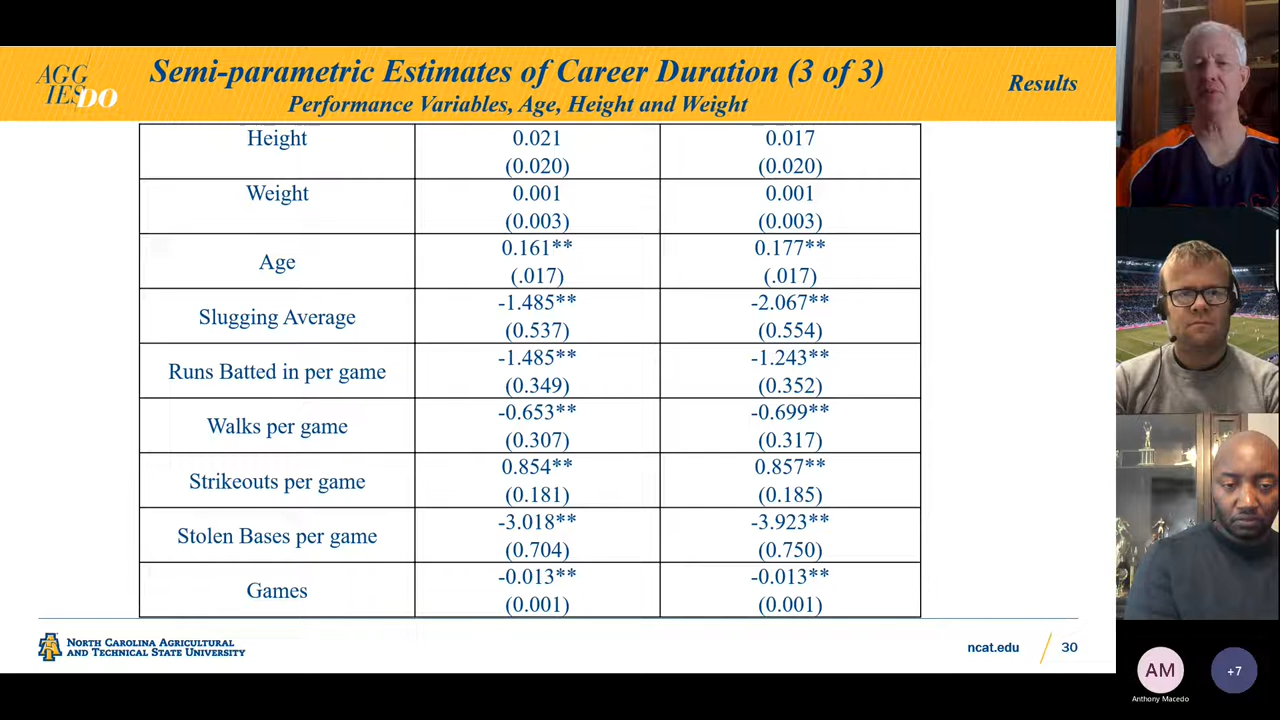 AGG
IES DO
Semi-parametric Estimates of Career Duration (3 of 3)
Performance Variables, Age, Height and Weight
Results
Height 0.021 0.017
(0.020) (0.020)
Weight 0.001 0.001
(0.003) (0.003)
Age 0.161** 0.177**
(.017) (.017)
Slugging Average -1.485** -2.067**
(0.537) (0.554)
Runs Batted in per game -1.485** -1.243**
(0.349) (0.352)
Walks per game -0.653** -0.699**
(0.307) (0.317)
Strikeouts per game 0.854** 0.857**
(0.181) (0.185)
Stolen Bases per game -3.018** -3.923**
(0.704) (0.750)
Games -0.013** -0.013**
(0.001) (0.001)
NORTH CAROLINA AGRICULTURAL
AND TECHNICAL STATE UNIVERSITY
ncat.edu 30
AM
Anthony Macedo
+7